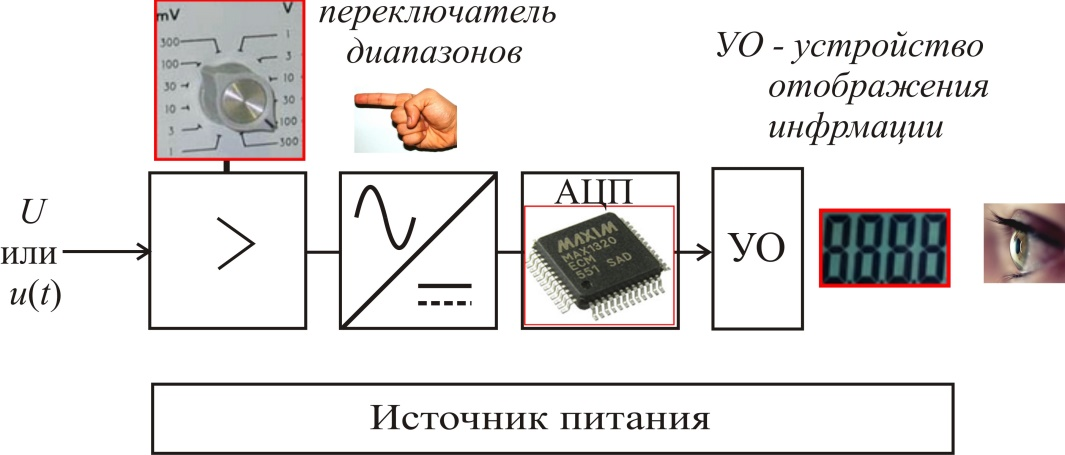 mV
V
300
1
100
3
30
10
10
30
3
100
1
300
переключатель
диапазонов
УО - устройство
отображения
инфрмации
U
или
u(t)
>
АЦП
MAXIM
MAX1320
ECM
551 SAD
УО
8888
Источник питания